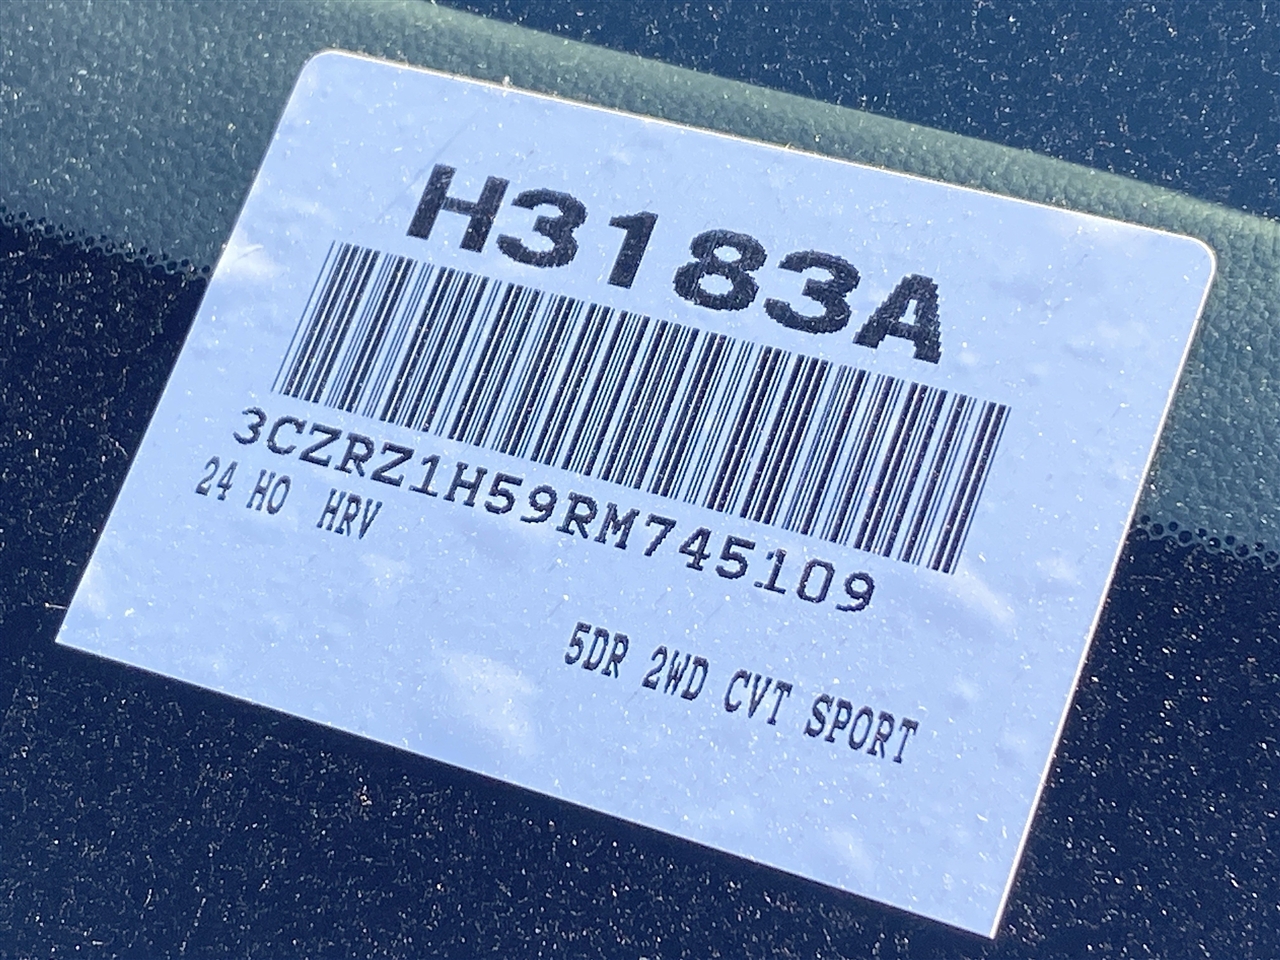 H3183A
3CZRZ1H59RM745109
24 HO HRV
5DR 2WD CVT SPORT